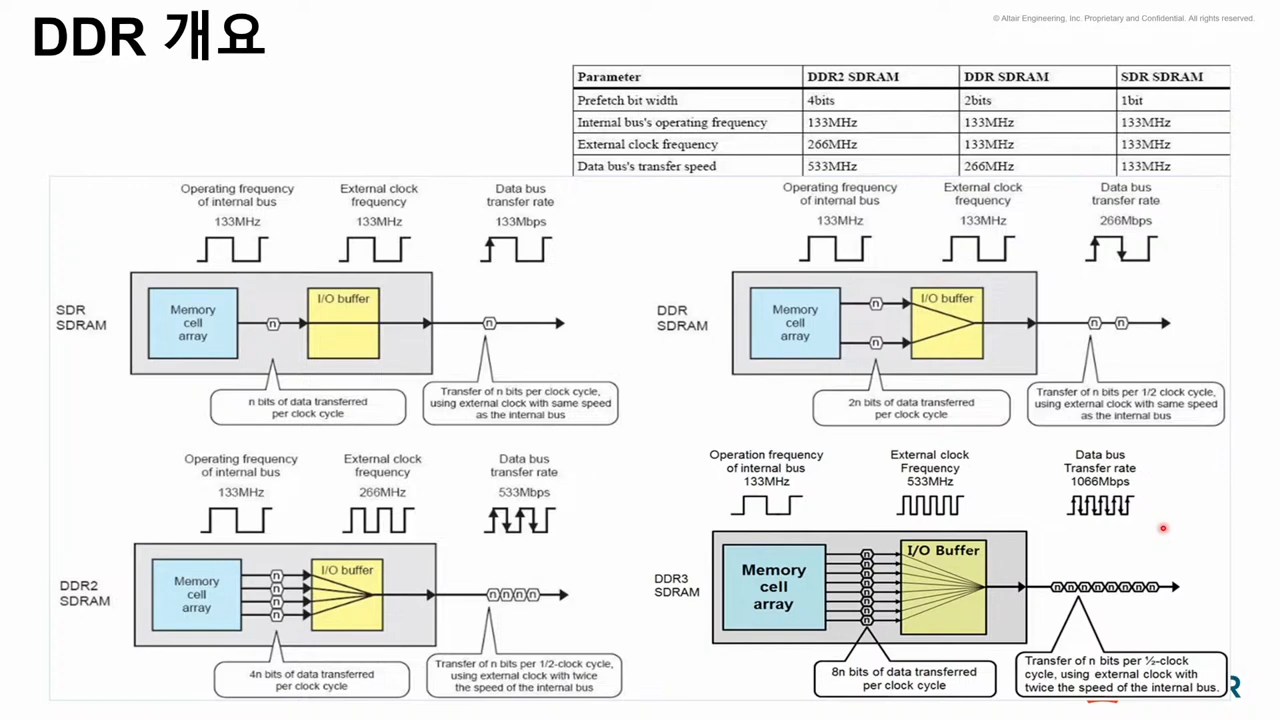 DDR 개요
© Altair Engineering, Inc. Proprietary and Confidential. All rights reserved.
Parameter DDR2 SDRAM DDR SDRAM SDR SDRAM
Prefetch bit width 4bits 2bits 1bit
Internal bus's operating frequency 133MHz 133MHz 133MHz
External clock frequency 266MHz 133MHz 133MHz
Data bus's transfer speed 533MHz 266MHz 133MHz
Operating frequency
of internal bus
133MHz
External clock
frequency
133MHz
Data bus
transfer rate
133Mbps
SDR
SDRAM
Memory
cell
array
n
I/O buffer
n
n bits of data transferred
per clock cycle
Transfer of n bits per clock cycle,
using external clock with same speed
as the internal bus
Operating frequency
of internal bus
133MHz
External clock
frequency
133MHz
Data bus
transfer rate
266Mbps
DDR
SDRAM
Memory
cell
array
n
n
I/O buffer
n n
2n bits of data transferred
per clock cycle
Transfer of n bits per 1/2 clock cycle,
using external clock with same speed
as the internal bus
Operating frequency
of internal bus
133MHz
External clock
frequency
266MHz
Data bus
transfer rate
533Mbps
DDR2
SDRAM
Memory
cell
array
n
n
n
n
I/O buffer
n n n n
4n bits of data transferred
per clock cycle
Transfer of n bits per 1/2-clock cycle,
using external clock with twice
the speed of the internal bus
Operation frequency
of internal bus
133MHz
External clock
Frequency
533MHz
Data bus
Transfer rate
1066Mbps
DDR3
SDRAM
Memory
cell
array
n
n
n
n
n
n
n
n
I/O Buffer
n n n n n n n n
8n bits of data transferred
per clock cycle
Transfer of n bits per ½-clock
cycle, using external clock with
twice the speed of the internal bus.